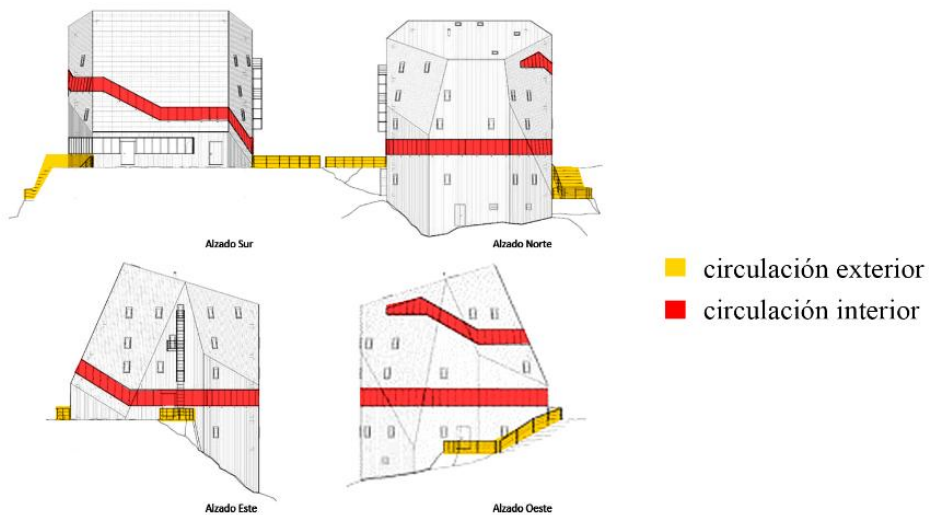 Alzado Sur
Alzado Norte
circulación exterior
circulación interior
Alzado Este
Alzado Oeste